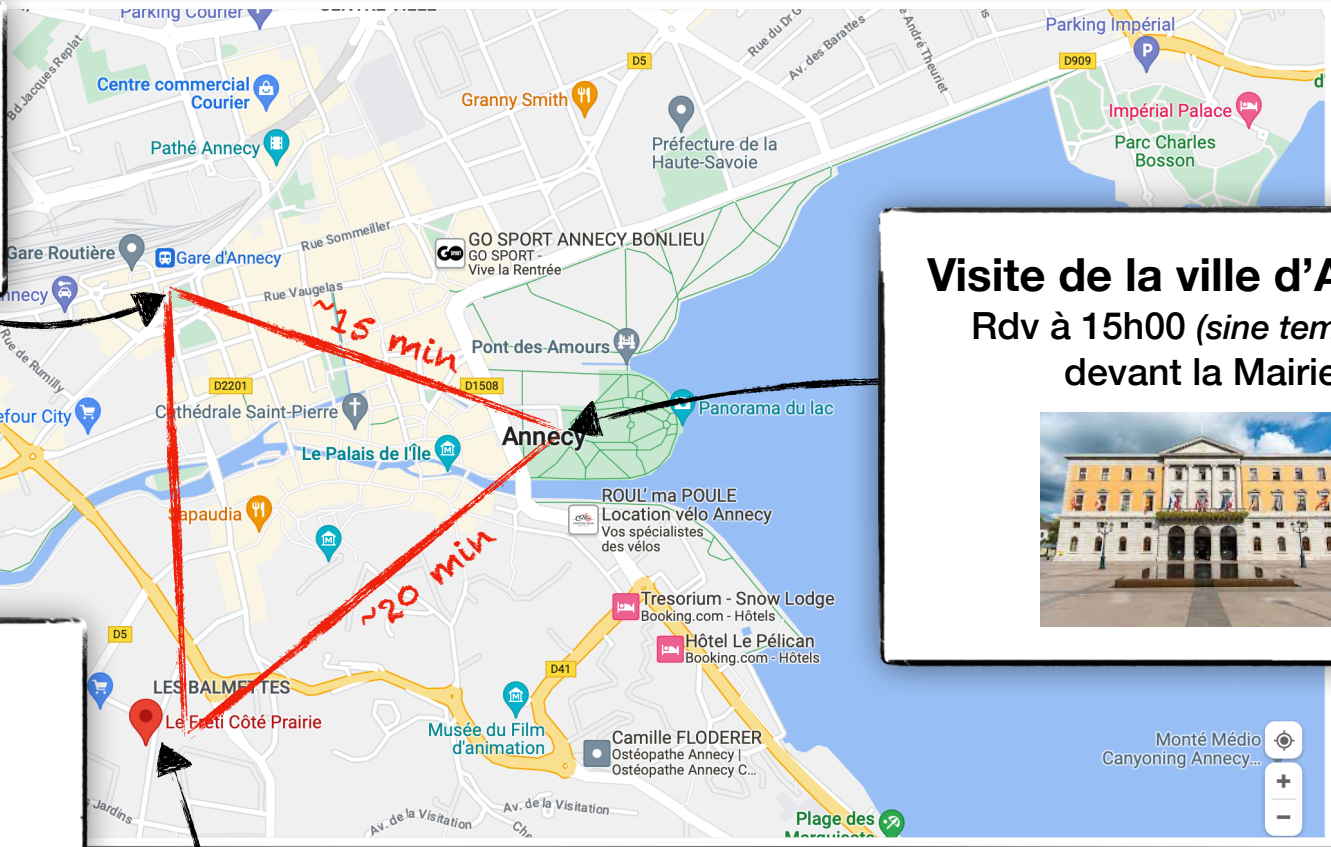 Parking Courier
CENTRE-VILLE
Bd Jacques Replat
Centre commercial
Courier
Pathé Annecy
Granny Smith
D5
Rue du Dr G
Av. des Barattes
André Theuriet
Parking Impérial
D909
Impérial Palace
Parc Charles
Bosson
Préfecture de la
Haute-Savoie
Gare Routière
Gare d'Annecy
Rue Sommeiller
GO SPORT ANNECY BONLIEU
GO SPORT -
Vive la Rentrée
Rue Vaugelas
~15 min
Rue de Rumilly
Pont des Amours
D2201
D1508
Cathédrale Saint-Pierre
Panorama du lac
Annecy
Le Palais de l'Île
Visite de la ville d'A
Rdv à 15h00 (sine tem
devant la Mairie
Sapaudia
ROUL' ma POULE
Location vélo Annecy
Vos spécialistes
des vélos
~20 min
Tresorium - Snow Lodge
Booking.com - Hôtels
Hôtel Le Pélican
Booking.com - Hôtels
D5
D41
LES BALMETTES
Le Fréti Côté Prairie
Musée du Film
d'animation
Camille FLODERER
Ostéopathe Annecy |
Ostéopathe Annecy C...
Monté Médio
Canyoning Annecy...
Jardins
Av. de la Visitation
Av. de la Visitation
Che
Plage des
Marquisats